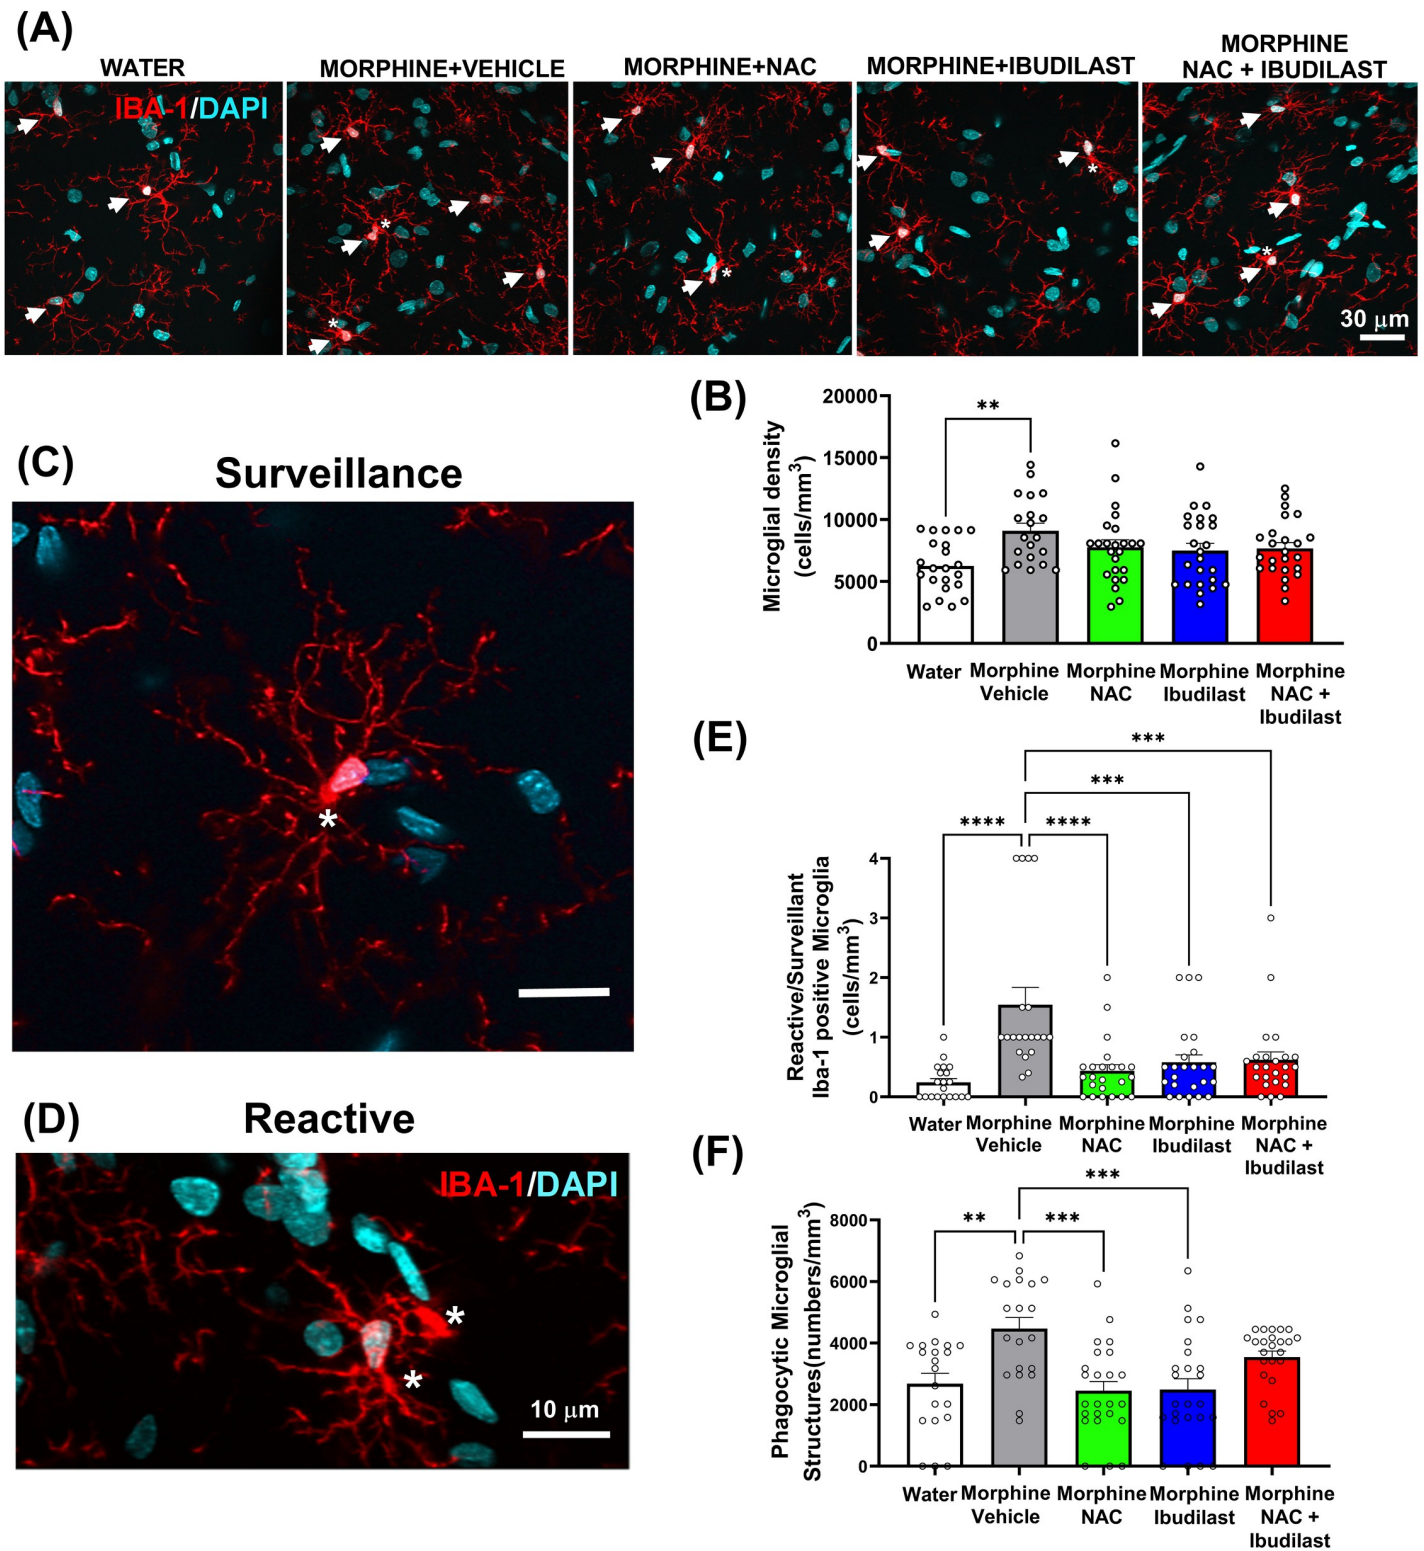 (A)
WATER
MORPHINE+VEHICLE
MORPHINE+NAC
MORPHINE+IBUDILAST
MORPHINE
NAC + IBUDILAST
IBA-1/DAPI
*
*
*
*
*
30 µm
(B)
**
Microglial density
(cells/mm³)
20000
15000
10000
5000
0
Water
Morphine
Vehicle
Morphine
NAC
Morphine
Ibudilast
Morphine
NAC +
Ibudilast
(C)
Surveillance
*
(D)
Reactive
IBA-1/DAPI
*
*
10 µm
(E)
***
***
****
****
Reactive/Surveillant
Iba-1 positive Microglia
(cells/mm³)
4
3
2
1
0
Water
Morphine
Vehicle
Morphine
NAC
Morphine
Ibudilast
Morphine
NAC +
Ibudilast
(F)
***
**
***
Phagocytic Microglial
Structures(numbers/mm³)
8000
6000
4000
2000
0
Water
Morphine
Vehicle
Morphine
NAC
Morphine
Ibudilast
Morphine
NAC +
Ibudilast